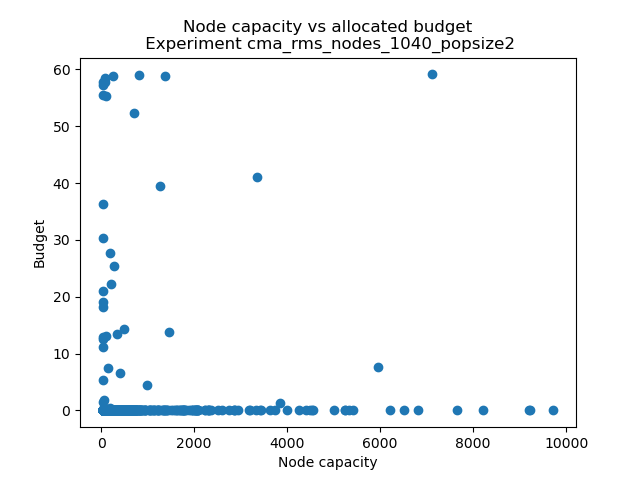 Node capacity vs allocated budget
Experiment cma_rms_nodes_1040_popsize2
60
50
40
30
20
10
0
Budget
0 2000 4000 6000 8000 10000
Node capacity